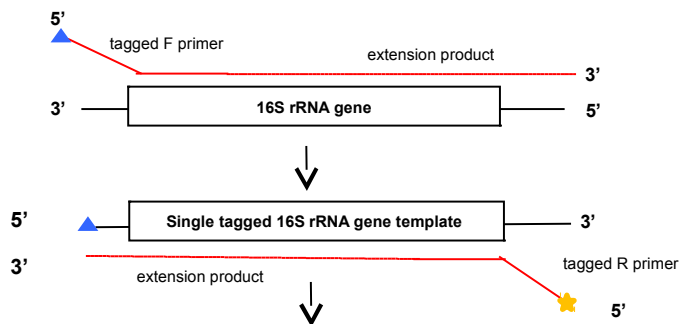 5’
tagged F primer
extension product
3’
3’
16S rRNA gene
5’
5’
Single tagged 16S rRNA gene template
3’
3’
extension product
tagged R primer
5’